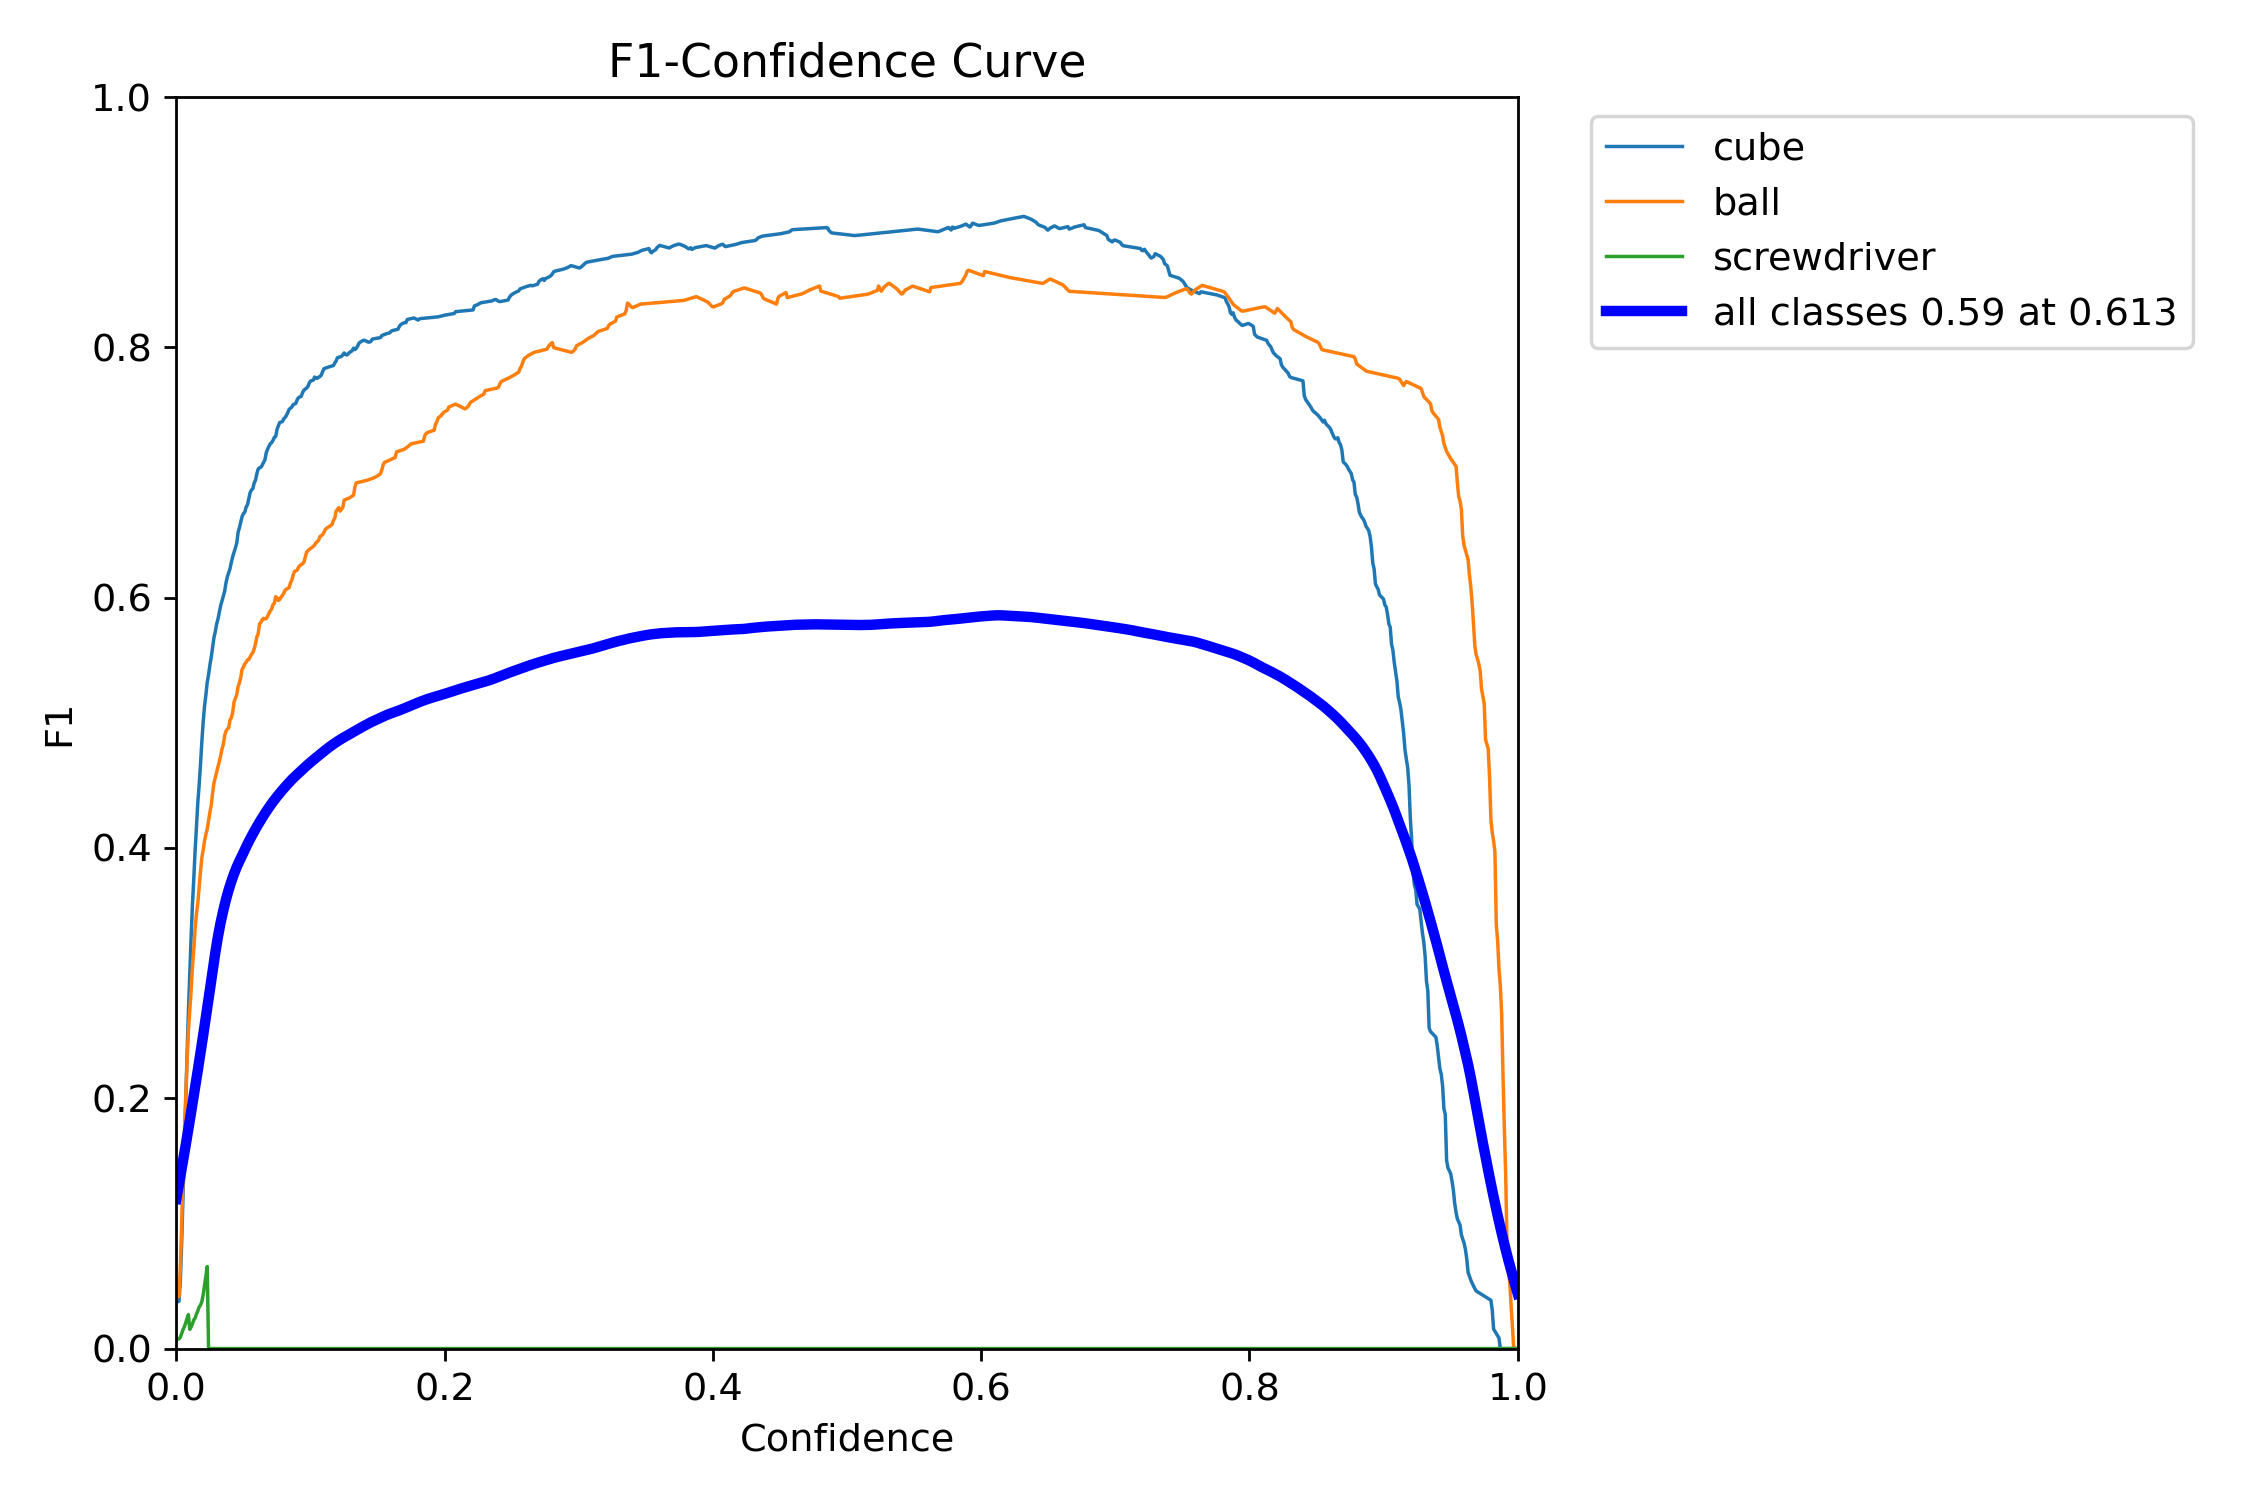 F1-Confidence Curve
1.0
0.8
0.6
0.4
0.2
0.0
F1
0.0 0.2 0.4 0.6 0.8 1.0
Confidence
cube
ball
screwdriver
all classes 0.59 at 0.613